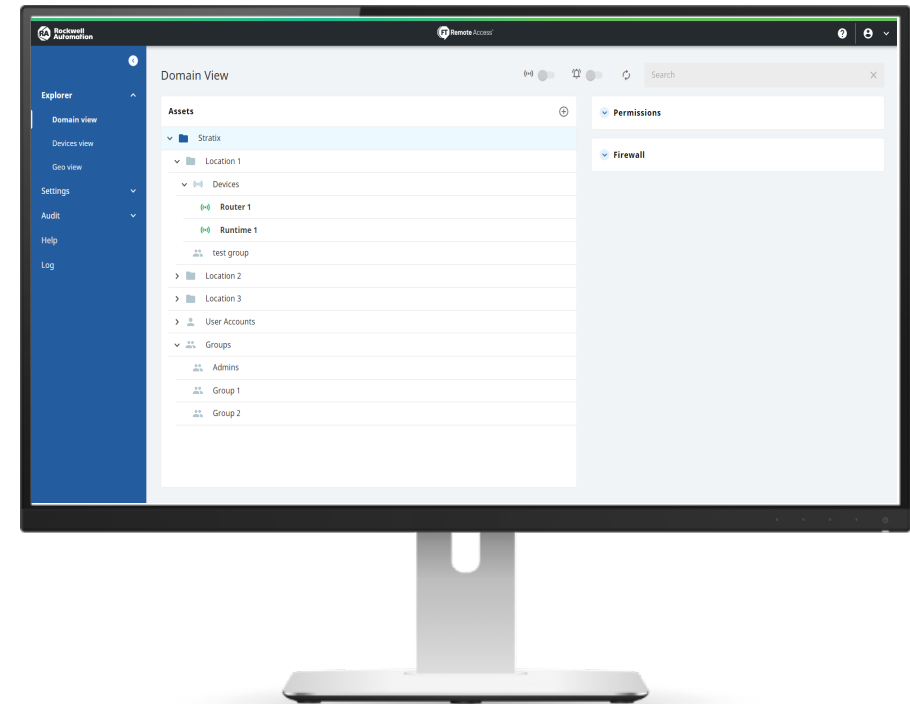 RA Rockwell
Automation
FT Remote Access
?
Explorer
Domain view
Devices view
Geo view
Settings
Audit
Help
Log
Domain View
Search
Assets
Stratix
Location 1
Devices
Router 1
Runtime 1
test group
Location 2
Location 3
User Accounts
Groups
Admins
Group 1
Group 2
Permissions
Firewall